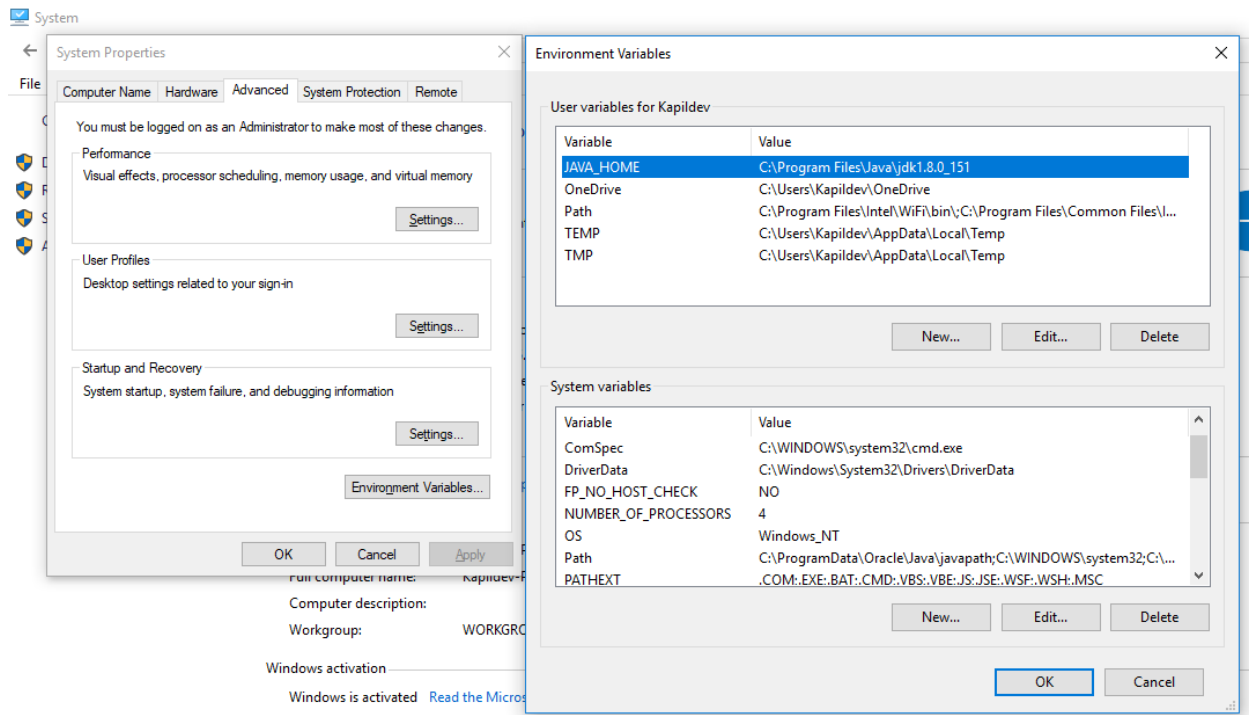 System
System Properties
File
Computer Name Hardware Advanced System Protection Remote
You must be logged on as an Administrator to make most of these changes.
Performance
Visual effects, processor scheduling, memory usage, and virtual memory
Settings...
User Profiles
Desktop settings related to your sign-in
Settings...
Startup and Recovery
System startup, system failure, and debugging information
Settings...
Environment Variables...
OK Cancel Apply
Full computer name: Kapildev-P
Computer description:
Workgroup: WORKGRO
Windows activation
Windows is activated Read the Micros
Environment Variables
User variables for Kapildev
Variable Value
JAVA_HOME C:\Program Files\Java\jdk1.8.0_151
OneDrive C:\Users\Kapildev\OneDrive
Path C:\Program Files\Intel\WiFi\bin\;C:\Program Files\Common Files\I...
TEMP C:\Users\Kapildev\AppData\Local\Temp
TMP C:\Users\Kapildev\AppData\Local\Temp
New... Edit... Delete
System variables
Variable Value
ComSpec C:\WINDOWS\system32\cmd.exe
DriverData C:\Windows\System32\Drivers\DriverData
FP_NO_HOST_CHECK NO
NUMBER_OF_PROCESSORS 4
OS Windows_NT
Path C:\ProgramData\Oracle\Java\javapath;C:\WINDOWS\system32;C:\...
PATHEXT .COM;.EXE;.BAT;.CMD;.VBS;.VBE;.JS;.JSE;.WSF;.WSH;.MSC
New... Edit... Delete
OK Cancel